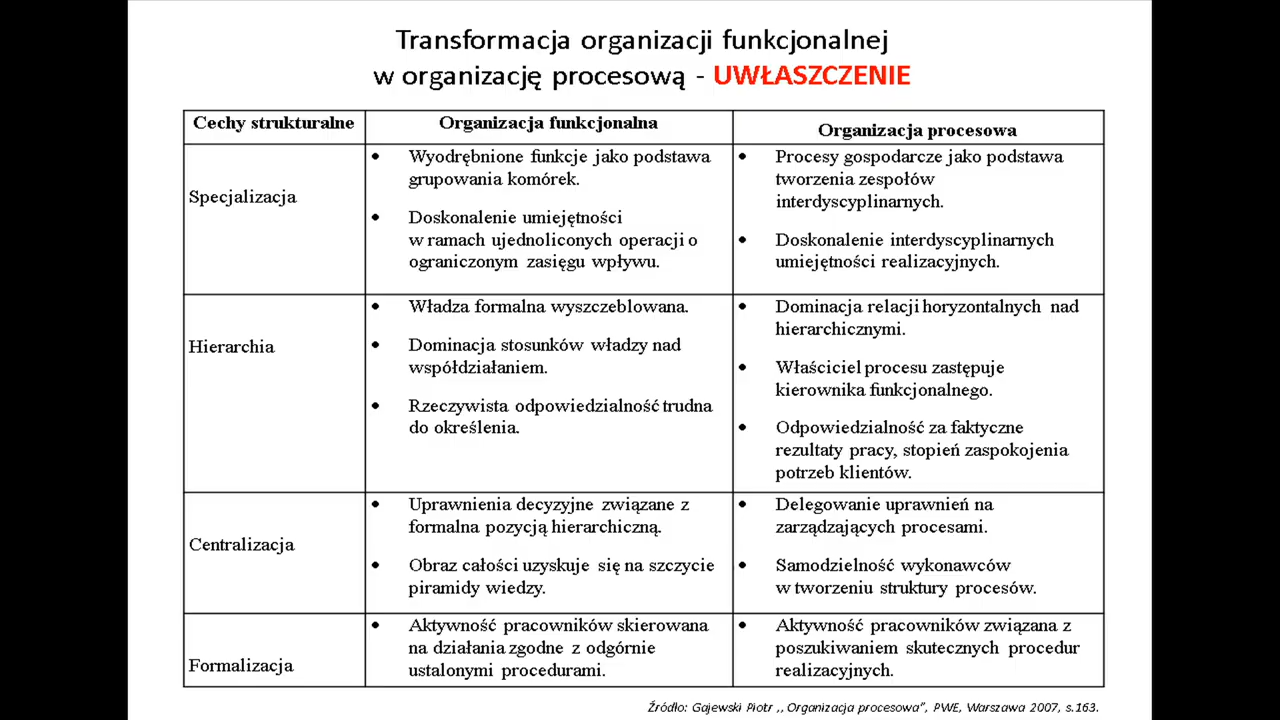 Transformacja organizacji funkcjonalnej
w organizację procesową - UWŁASZCZENIE
Cechy strukturalne
Organizacja funkcjonalna
Organizacja procesowa
Specjalizacja
• Wyodrębnione funkcje jako podstawa
grupowania komórek.
• Doskonalenie umiejętności
w ramach ujednoliconych operacji o
ograniczonym zasięgu wpływu.
• Procesy gospodarcze jako podstawa
tworzenia zespołów
interdyscyplinarnych.
• Doskonalenie interdyscyplinarnych
umiejętności realizacyjnych.
Hierarchia
• Władza formalna wyszczeblowana.
• Dominacja stosunków władzy nad
współdziałaniem.
• Rzeczywista odpowiedzialność trudna
do określenia.
• Dominacja relacji horyzontalnych nad
hierarchicznymi.
• Właściciel procesu zastępuje
kierownika funkcjonalnego.
• Odpowiedzialność za faktyczne
rezultaty pracy, stopień zaspokojenia
potrzeb klientów.
Centralizacja
• Uprawnienia decyzyjne związane z
formalna pozycją hierarchiczną.
• Obraz całości uzyskuje się na szczycie
piramidy wiedzy.
• Delegowanie uprawnień na
zarządzających procesami.
• Samodzielność wykonawców
w tworzeniu struktury procesów.
Formalizacja
• Aktywność pracowników skierowana
na działania zgodne z odgórnie
ustalonymi procedurami.
• Aktywność pracowników związana z
poszukiwaniem skutecznych procedur
realizacyjnych.
Źródło: Gajewski Piotr ,, Organizacja procesowa”, PWE, Warszawa 2007, s.163.